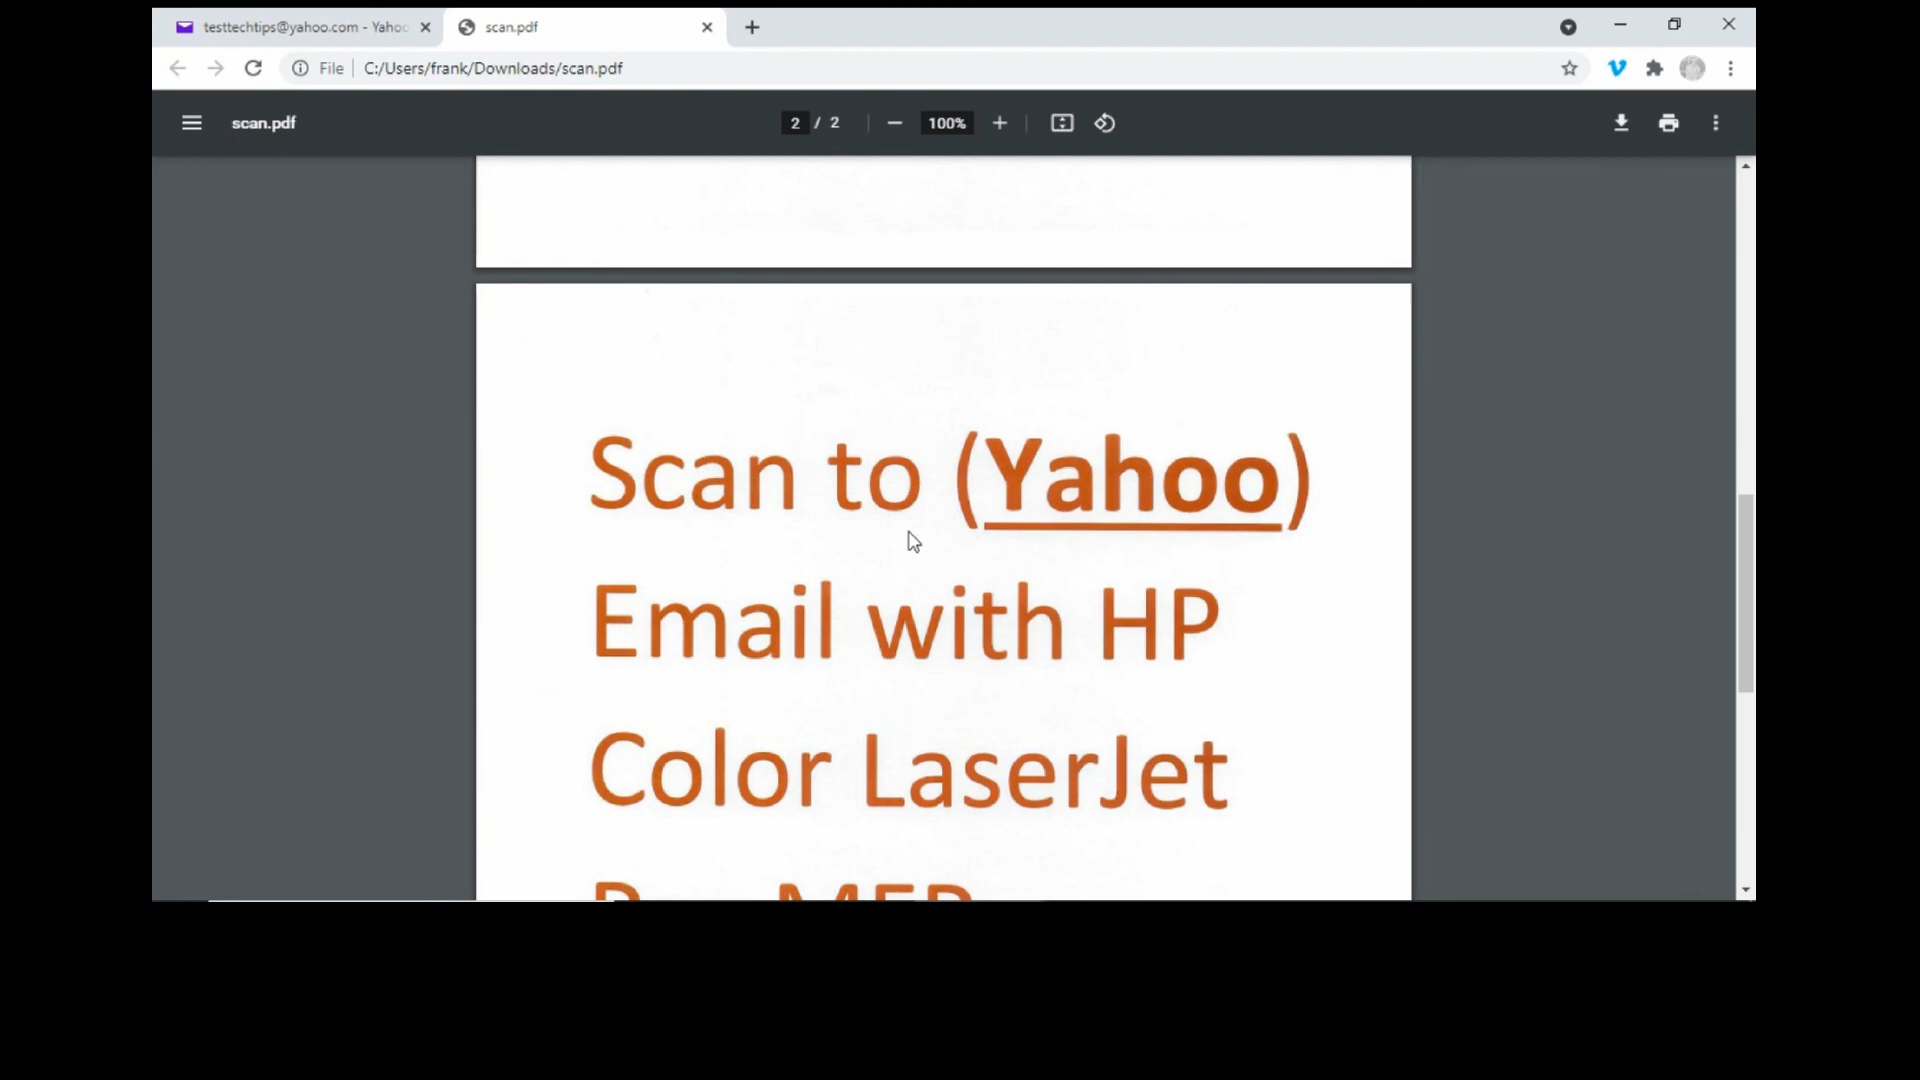 testtechtips@yahoo.com - Yahoo
scan.pdf
File
C:/Users/frank/Downloads/scan.pdf
scan.pdf
2 / 2
100%
Scan to (Yahoo)
Email with HP
Color LaserJet